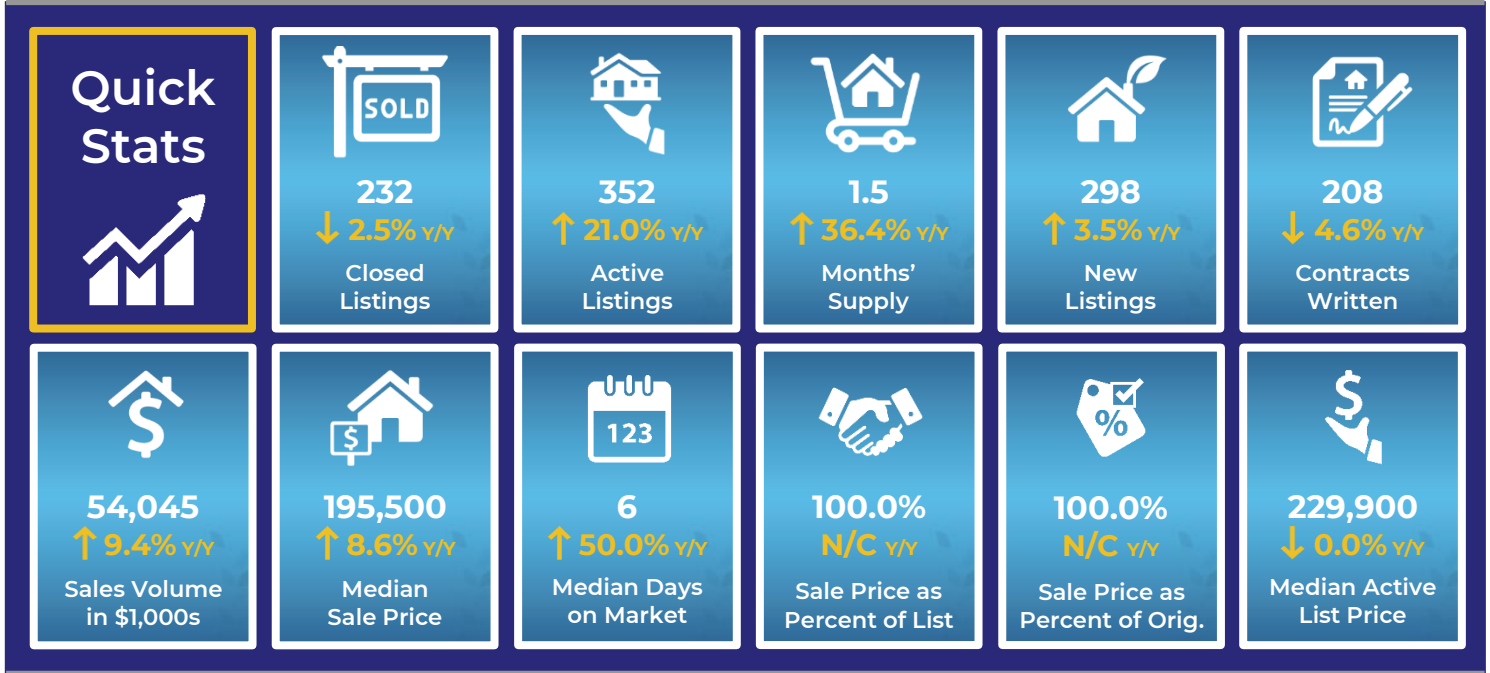 Quick
Stats
SOLD
232
↓ 2.5% Y/Y
Closed
Listings
352
↑ 21.0% Y/Y
Active
Listings
1.5
↑ 36.4% Y/Y
Months’
Supply
298
↑ 3.5% Y/Y
New
Listings
208
↓ 4.6% Y/Y
Contracts
Written
$
54,045
↑ 9.4% Y/Y
Sales Volume
in $1,000s
$
195,500
↑ 8.6% Y/Y
Median
Sale Price
123
6
↑ 50.0% Y/Y
Median Days
on Market
100.0%
N/C Y/Y
Sale Price as
Percent of List
%
100.0%
N/C Y/Y
Sale Price as
Percent of Orig.
$
229,900
↓ 0.0% Y/Y
Median Active
List Price